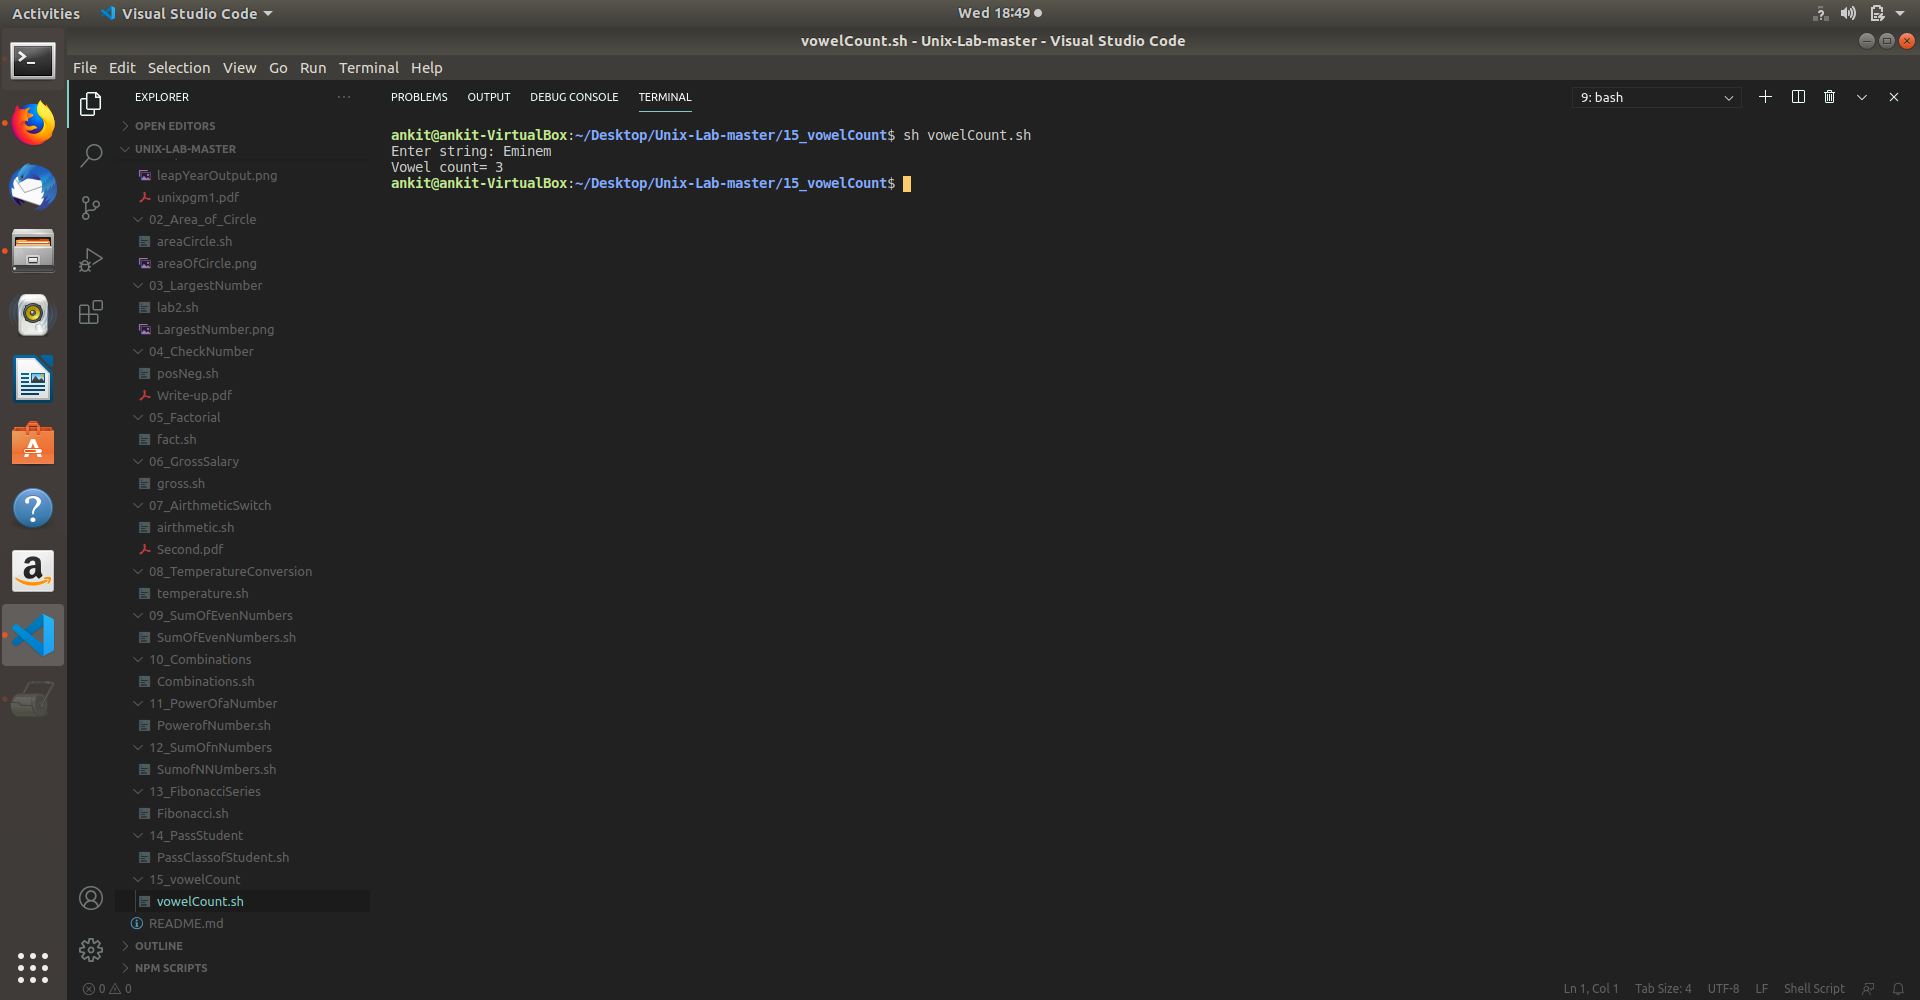 Activities Visual Studio Code Wed 18:49
vowelCount.sh - Unix-Lab-master - Visual Studio Code
File Edit Selection View Go Run Terminal Help
EXPLORER ··· PROBLEMS OUTPUT DEBUG CONSOLE TERMINAL 9: bash
OPEN EDITORS
UNIX-LAB-MASTER
leapYearOutput.png
unixpgm1.pdf
02_Area_of_Circle
areaCircle.sh
areaOfCircle.png
03_LargestNumber
lab2.sh
LargestNumber.png
04_CheckNumber
posNeg.sh
Write-up.pdf
05_Factorial
fact.sh
06_GrossSalary
gross.sh
07_AirthmeticSwitch
airthmetic.sh
Second.pdf
08_TemperatureConversion
temperature.sh
09_SumOfEvenNumbers
SumOfEvenNumbers.sh
10_Combinations
Combinations.sh
11_PowerOfaNumber
PowerofNumber.sh
12_SumOfnNumbers
SumofNNUmbers.sh
13_FibonacciSeries
Fibonacci.sh
14_PassStudent
PassClassofStudent.sh
15_vowelCount
vowelCount.sh
README.md
OUTLINE
NPM SCRIPTS
ankit@ankit-VirtualBox:~/Desktop/Unix-Lab-master/15_vowelCount$ sh vowelCount.sh
Enter string: Eminem
Vowel count= 3
ankit@ankit-VirtualBox:~/Desktop/Unix-Lab-master/15_vowelCount$
0 0 Ln 1, Col 1 Tab Size: 4 UTF-8 LF Shell Script